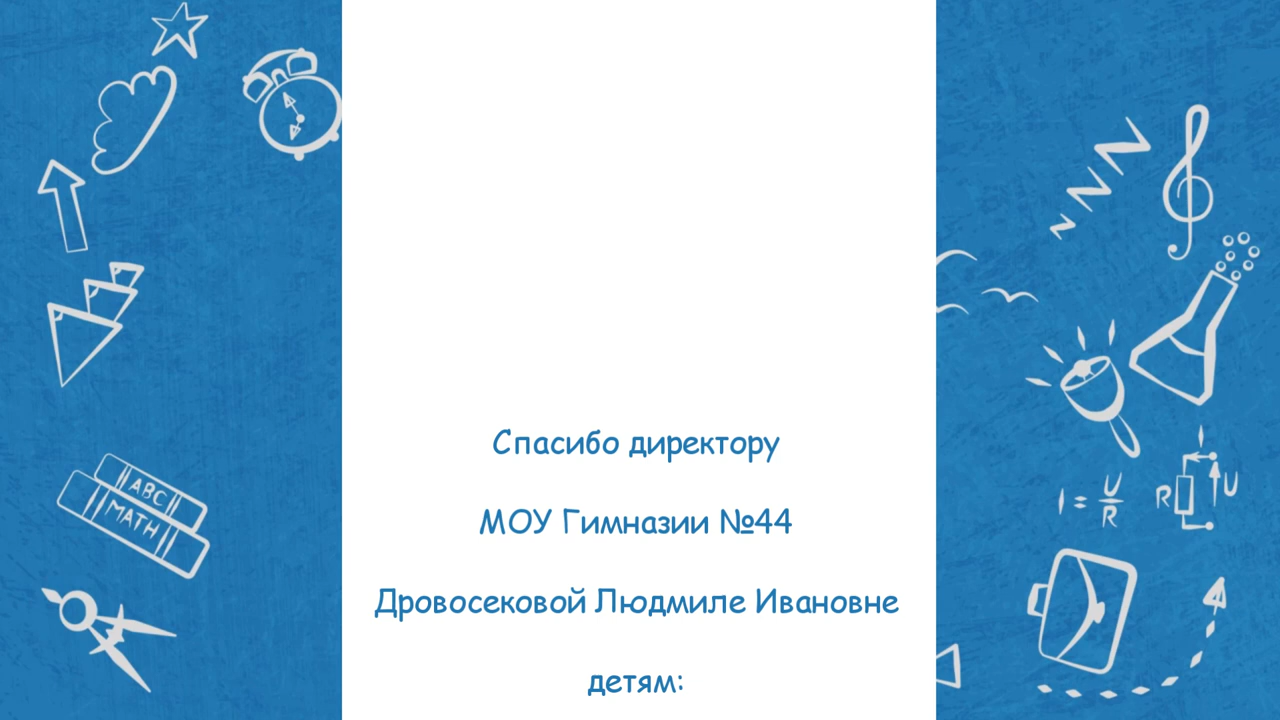 Спасибо директору
МОУ Гимназии №44
Дровосековой Людмиле Ивановне
детям:
ABC
MATH
I = U
R
R
U